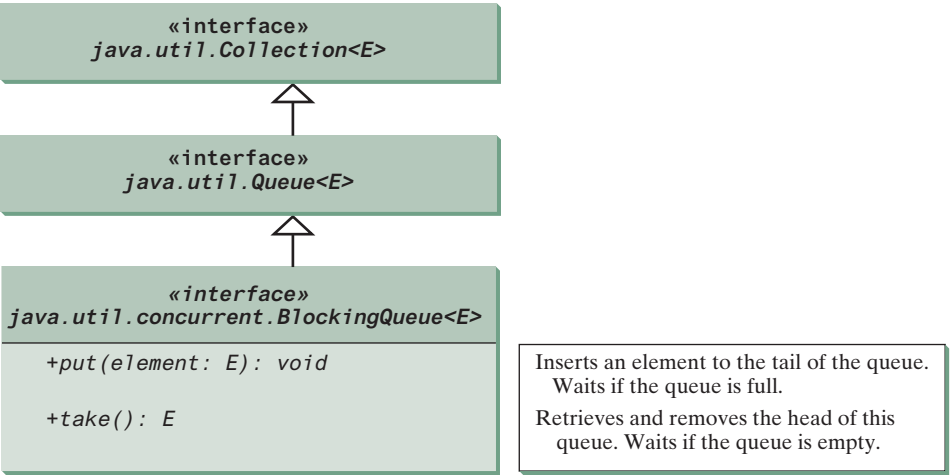 «interface»
java.util.Collection<E>
«interface»
java.util.Queue<E>
«interface»
java.util.concurrent.BlockingQueue<E>
+put(element: E): void
+take(): E
Inserts an element to the tail of the queue.
Waits if the queue is full.
Retrieves and removes the head of this
queue. Waits if the queue is empty.